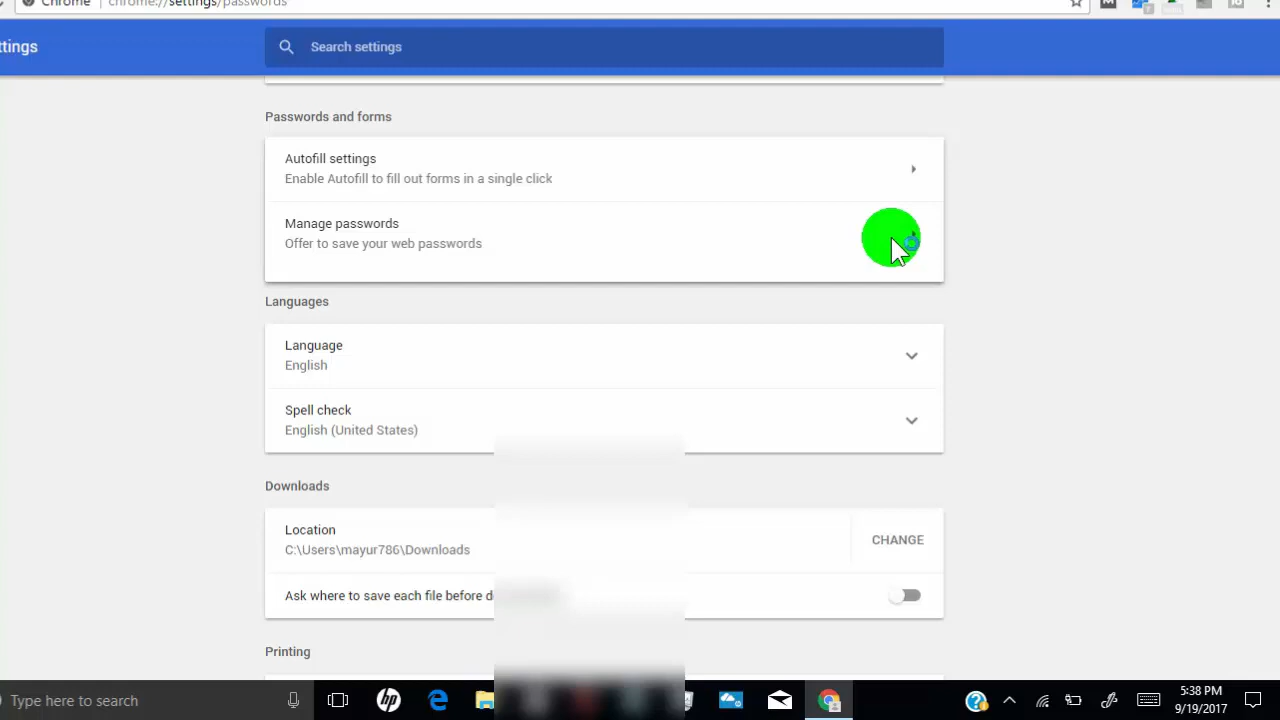 Chrome chrome://settings/passwords
ttings
Search settings
Passwords and forms
Autofill settings
Enable Autofill to fill out forms in a single click
Manage passwords
Offer to save your web passwords
Languages
Language
English
Spell check
English (United States)
Downloads
Location
C:\Users\mayur786\Downloads
CHANGE
Ask where to save each file before d
Printing
Type here to search
5:38 PM
9/19/2017